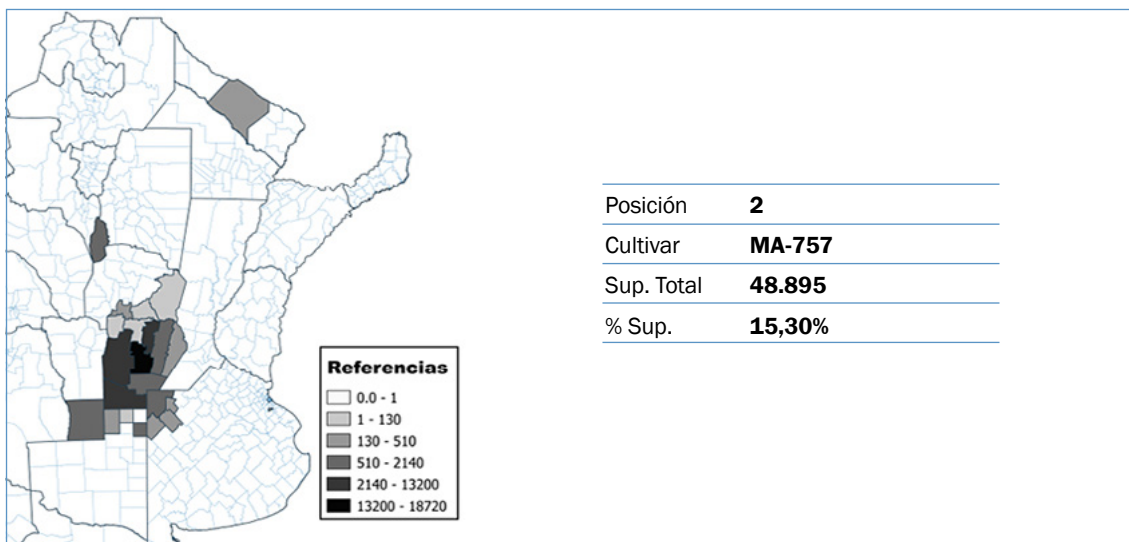 Referencias
0.0 - 1
1 - 130
130 - 510
510 - 2140
2140 - 13200
13200 - 18720
Posición 2
Cultivar MA-757
Sup. Total 48.895
% Sup. 15,30%